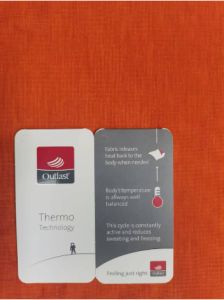 Outlast
Thermo
Technology
Fabric releases
heat back to the
body when needed
Body's temperature
is always well
balanced
This cycle is constantly
active and reduces
sweating and freezing.
Feeling just right
Outlast